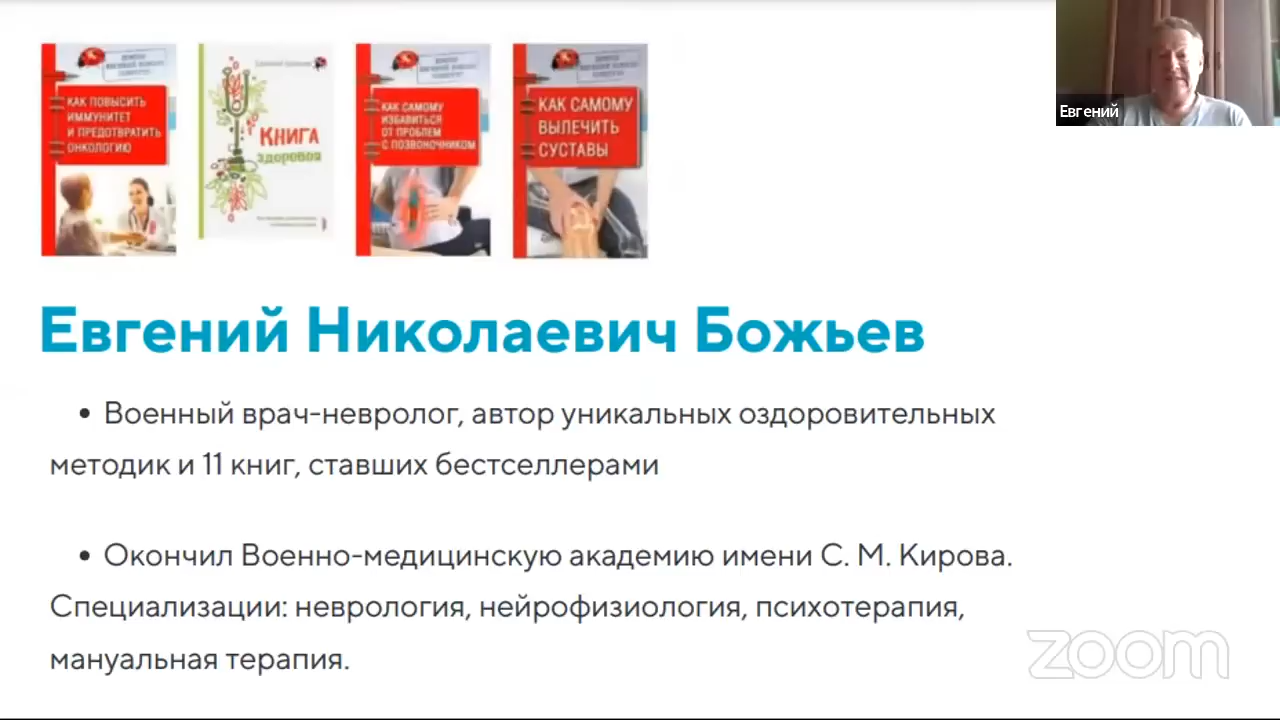 КАК ПОВЫСИТЬ
ИММУНИТЕТ
И ПРЕДОТВРАТИТЬ
ОНКОЛОГИЮ
КНИГА
здоровья
КАК САМОМУ
ИЗБАВИТЬСЯ
ОТ ПРОБЛЕМ
С ПОЗВОНОЧНИКОМ
КАК САМОМУ
ВЫЛЕЧИТЬ
СУСТАВЫ
Евгений
Евгений Николаевич Божьев
• Военный врач-невролог, автор уникальных оздоровительных
методик и 11 книг, ставших бестселлерами
• Окончил Военно-медицинскую академию имени С. М. Кирова.
Специализации: неврология, нейрофизиология, психотерапия,
мануальная терапия.
zoom